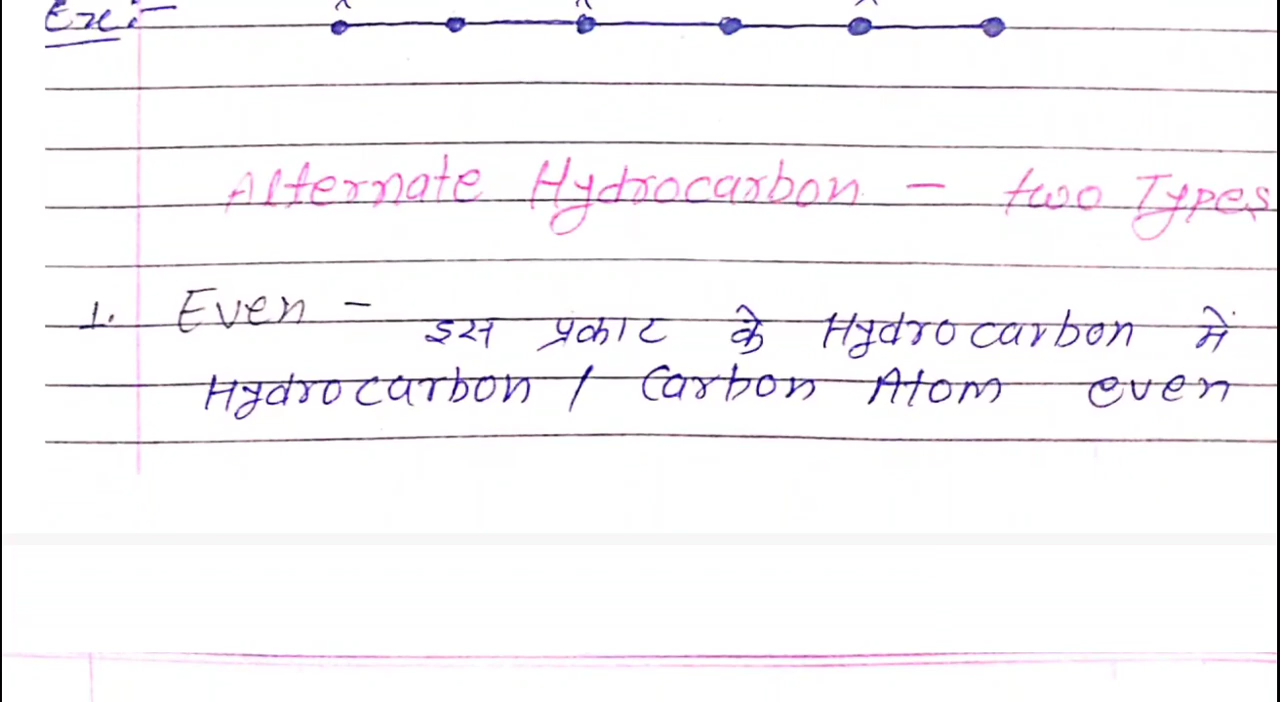 Ex:-
Alternate Hydrocarbon - two Types
1. Even - इस प्रकार के Hydrocarbon में
Hydrocarbon / Carbon Atom even